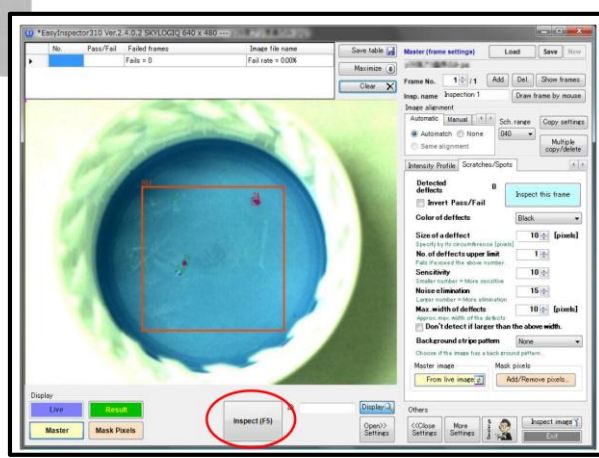 *EasyInspector310 Ver.2.4.0.2 SKYLOGIQ 640 x 480 ---
No. Pass/Fail Failed frames Image file name
Fails = 0 Fail rate = 0.00%
Save table
Maximize
Clear
Master (frame settings) Load Save New
Frame No. 1 / 1 Add Del. Show frames
Insp. name Inspection 1 Draw frame by mouse
Image alignment
Automatic Manual Sch. range Copy settings
Automatch None 040
Same alignment Multiple copy/delete
Intensity Profile Scratches/Spots
Detected deffects 0 Inspect this frame
Invert Pass/Fail
Color of deffects Black
Size of a deffect 10 [pixels]
Specify by its circumference [pixels]
No. of deffects upper limit 1
Fails if exceed the above number.
Sensitivity 10
Smaller number = More sensitive
Noise elimination 15
Larger number = More elimination
Max. width of defects 10 [pixels]
Approx. max. width of the defects
Don't detect if larger than the above width.
Background stripe pattern None
Choose if the image has a back ground pattern.
Master image Mask pixels
From live image Add/Remove pixels...
Display
Live Result
Master Mask Pixels
Inspect (F5)
Display
Open>> Settings
Others
<<Close Settings More Settings Inspect image
Exit